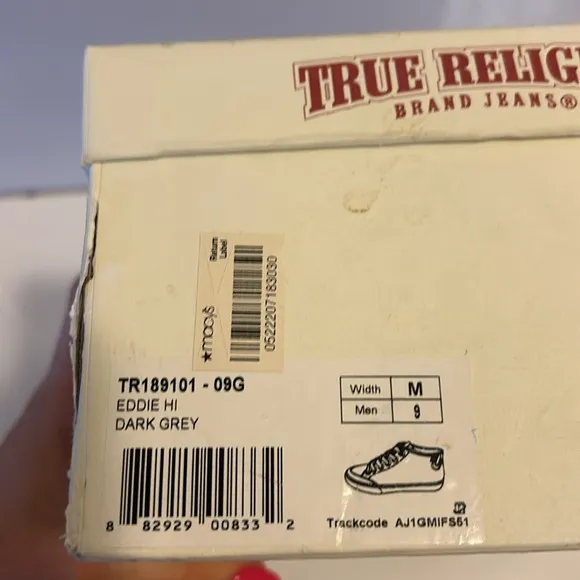 TRUE RELIG
BRAND JEANS®
★macy's
Return
Label
0522207183030
TR189101 - 09G
EDDIE HI
DARK GREY
Width M
Men 9
8 82929 00833 2
Trackcode AJ1GMIFS51